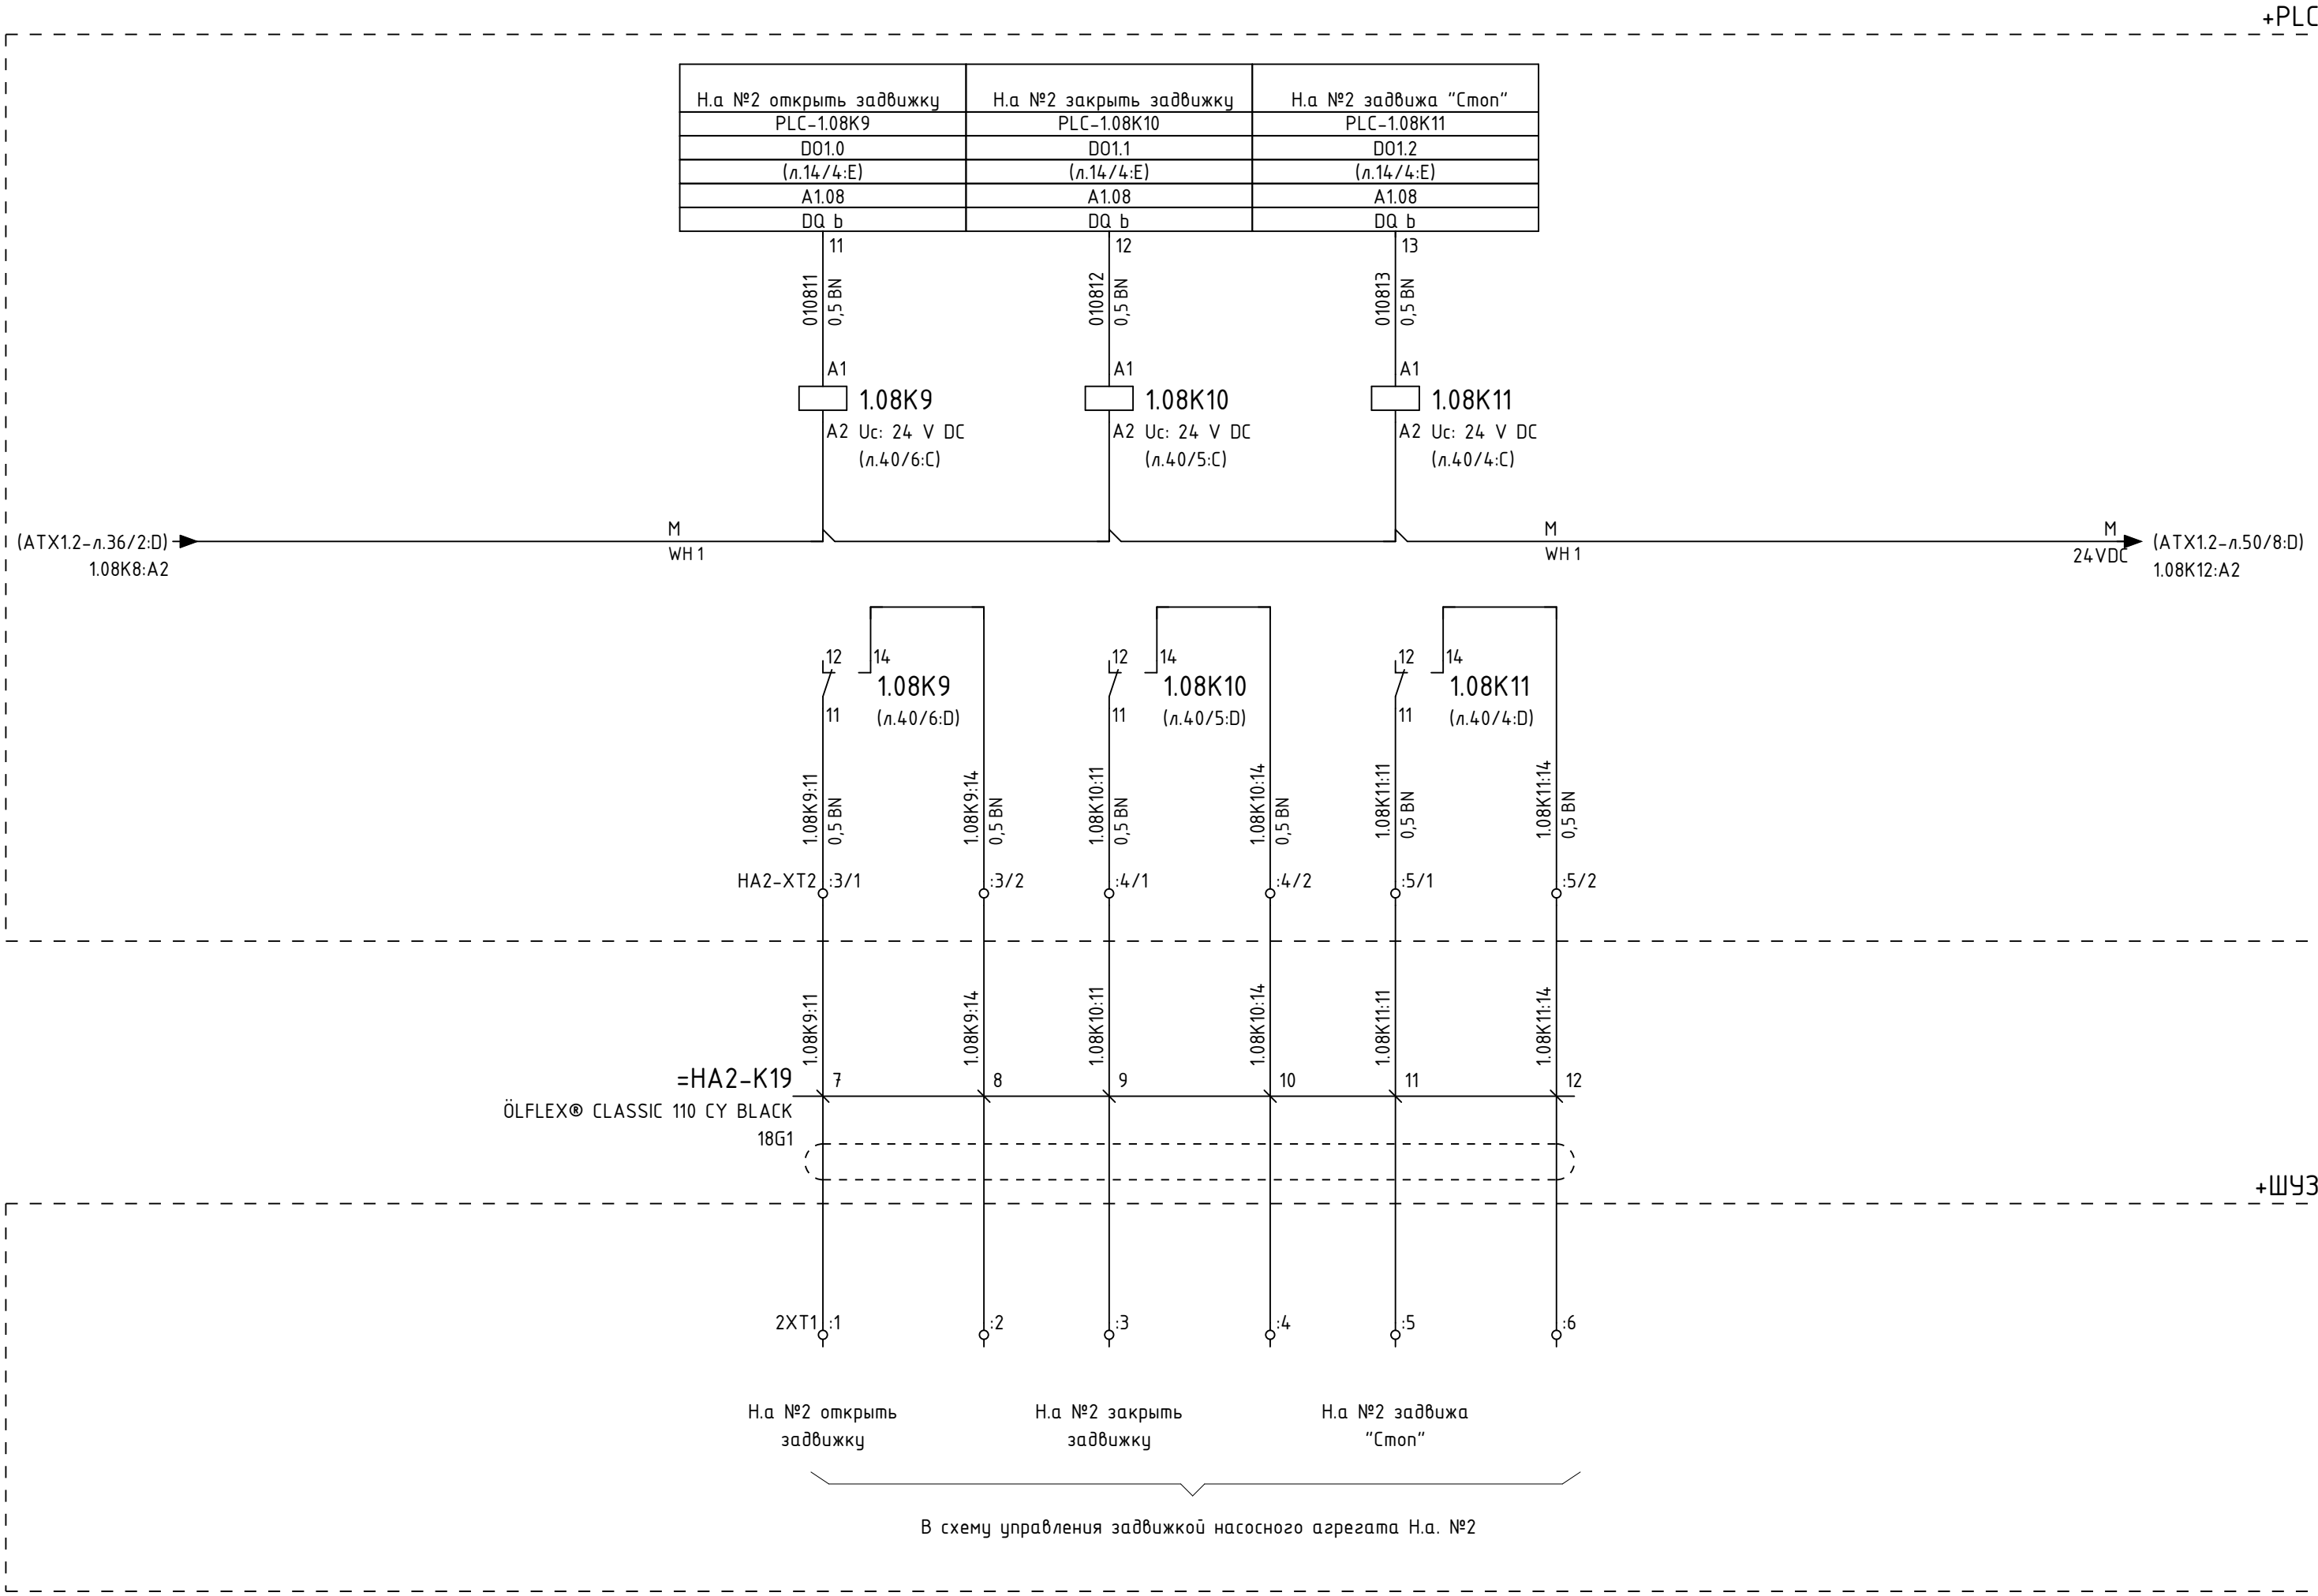 +PLC
Н.а №2 открыть задвижку
Н.а №2 закрыть задвижку
Н.а №2 задвижа "Стоп"
PLC-1.08K9
PLC-1.08K10
PLC-1.08K11
DO1.0
DO1.1
DO1.2
(л.14/4:E)
(л.14/4:E)
(л.14/4:E)
A1.08
A1.08
A1.08
DQ b
DQ b
DQ b
11
12
13
010811
0,5 BN
010812
0,5 BN
010813
0,5 BN
A1
A1
A1
1.08K9
1.08K10
1.08K11
A2 Uc: 24 V DC
A2 Uc: 24 V DC
A2 Uc: 24 V DC
(л.40/6:C)
(л.40/5:C)
(л.40/4:C)
M
M
M
(ATX1.2-л.36/2:D)
(ATX1.2-л.50/8:D)
WH 1
WH 1
24VDC
1.08K8:A2
1.08K12:A2
12
14
12
14
12
14
1.08K9
1.08K10
1.08K11
11
(л.40/6:D)
11
(л.40/5:D)
11
(л.40/4:D)
1.08K9:11
0,5 BN
1.08K9:14
0,5 BN
1.08K10:11
0,5 BN
1.08K10:14
0,5 BN
1.08K11:11
0,5 BN
1.08K11:14
0,5 BN
HA2-XT2
:3/1
:3/2
:4/1
:4/2
:5/1
:5/2
1.08K9:11
1.08K9:14
1.08K10:11
1.08K10:14
1.08K11:11
1.08K11:14
=HA2-K19
7
8
9
10
11
12
ÖLFLEX® CLASSIC 110 CY BLACK
18G1
+ШУЗ
2XT1
:1
:2
:3
:4
:5
:6
Н.а №2 открыть
задвижку
Н.а №2 закрыть
задвижку
Н.а №2 задвижа
"Стоп"
В схему управления задвижкой насосного агрегата Н.а. №2